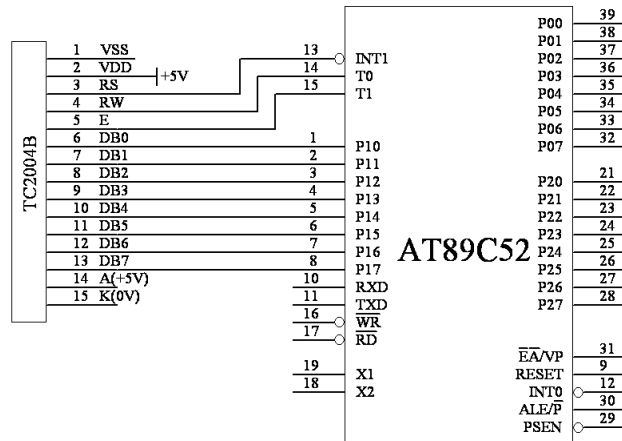 TC2004B
1 VSS
2 VDD +5V
3 RS
4 RW
5 E
6 DB0
7 DB1
8 DB2
9 DB3
10 DB4
11 DB5
12 DB6
13 DB7
14 A(+5V)
15 K(0V)
13 INT1
14 T0
15 T1
1 P10
2 P11
3 P12
4 P13
5 P14
6 P15
7 P16
8 P17
10 RXD
11 TXD
16 WR
17 RD
19 X1
18 X2
AT89C52
P00 39
P01 38
P02 37
P03 36
P04 35
P05 34
P06 33
P07 32
P20 21
P21 22
P22 23
P23 24
P24 25
P25 26
P26 27
P27 28
EA/VP 31
RESET 9
INT0 12
ALE/P 30
PSEN 29